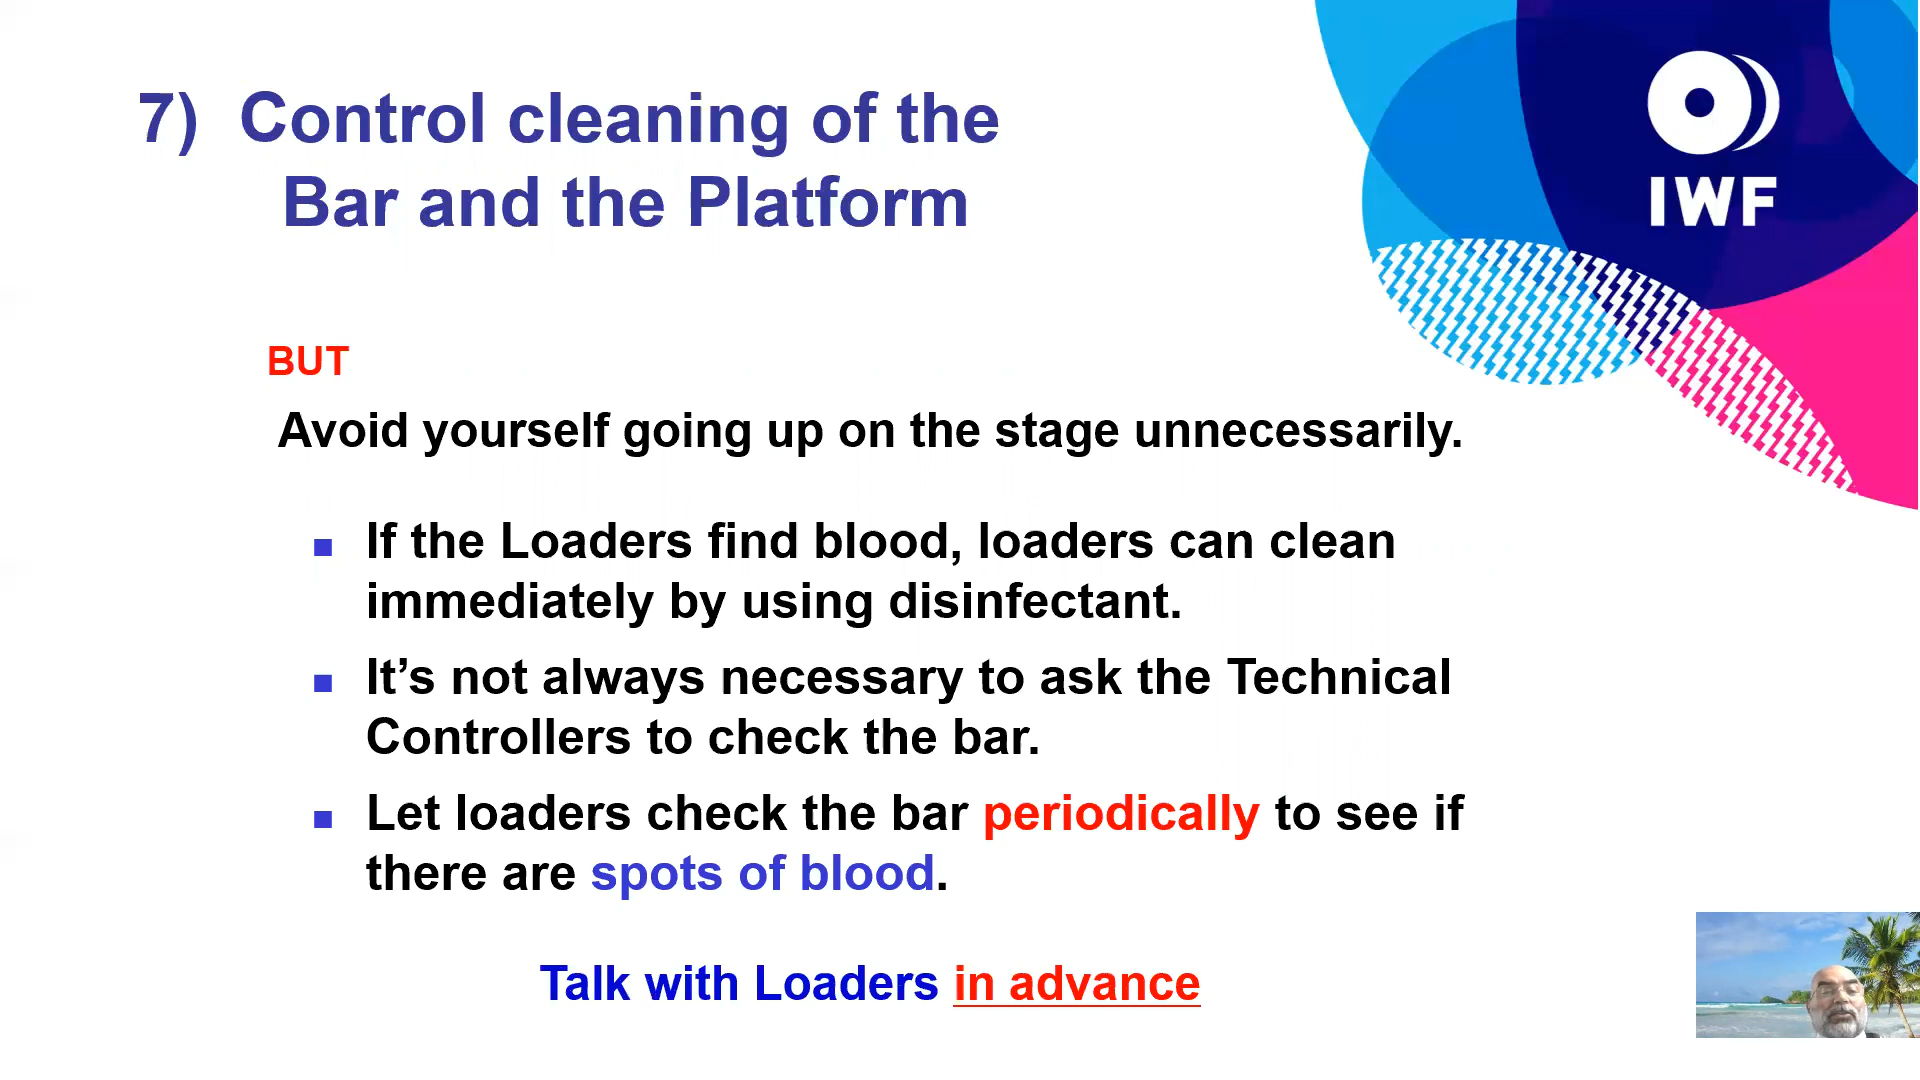 7) Control cleaning of the
Bar and the Platform
IWF
BUT
Avoid yourself going up on the stage unnecessarily.
If the Loaders find blood, loaders can clean
immediately by using disinfectant.
It’s not always necessary to ask the Technical
Controllers to check the bar.
Let loaders check the bar periodically to see if
there are spots of blood.
Talk with Loaders in advance